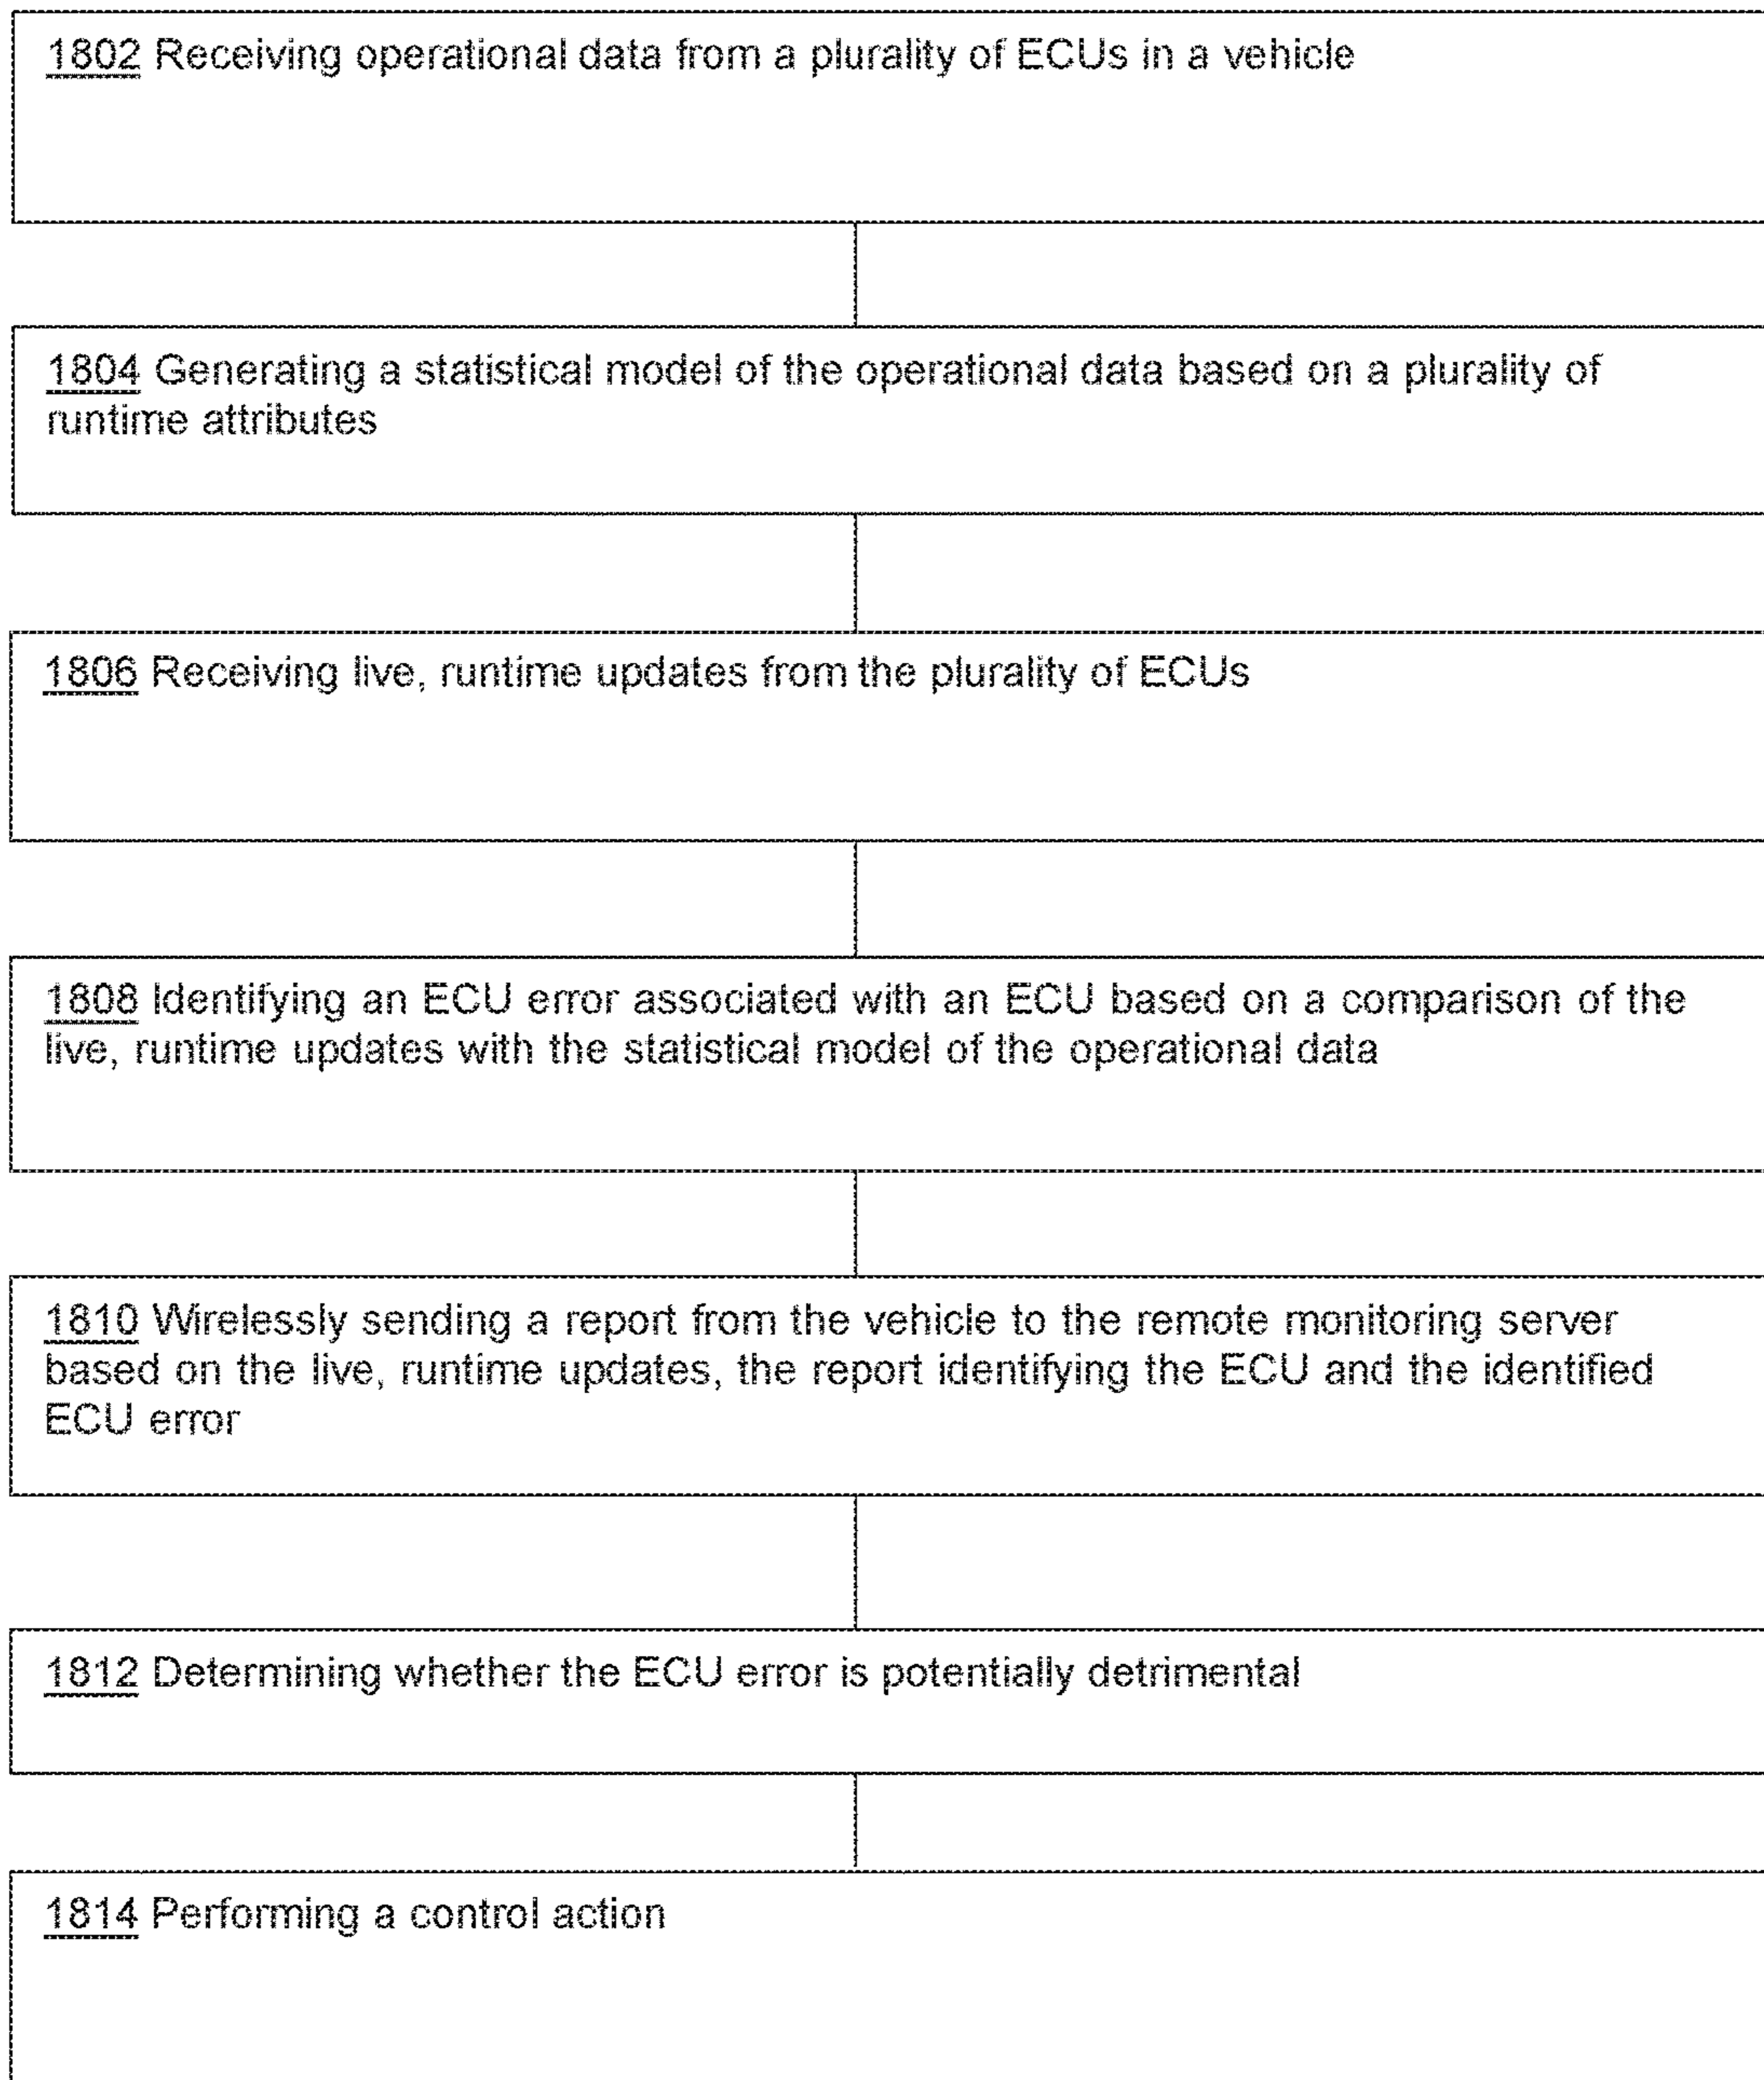 1802 Receiving operational data from a plurality of ECUs in a vehicle
1804 Generating a statistical model of the operational data based on a plurality of
runtime attributes
1806 Receiving live, runtime updates from the plurality of ECUs
1808 Identifying an ECU error associated with an ECU based on a comparison of the
live, runtime updates with the statistical model of the operational data
1810 Wirelessly sending a report from the vehicle to the remote monitoring server
based on the live, runtime updates, the report identifying the ECU and the identified
ECU error
1812 Determining whether the ECU error is potentially detrimental
1814 Performing a control action